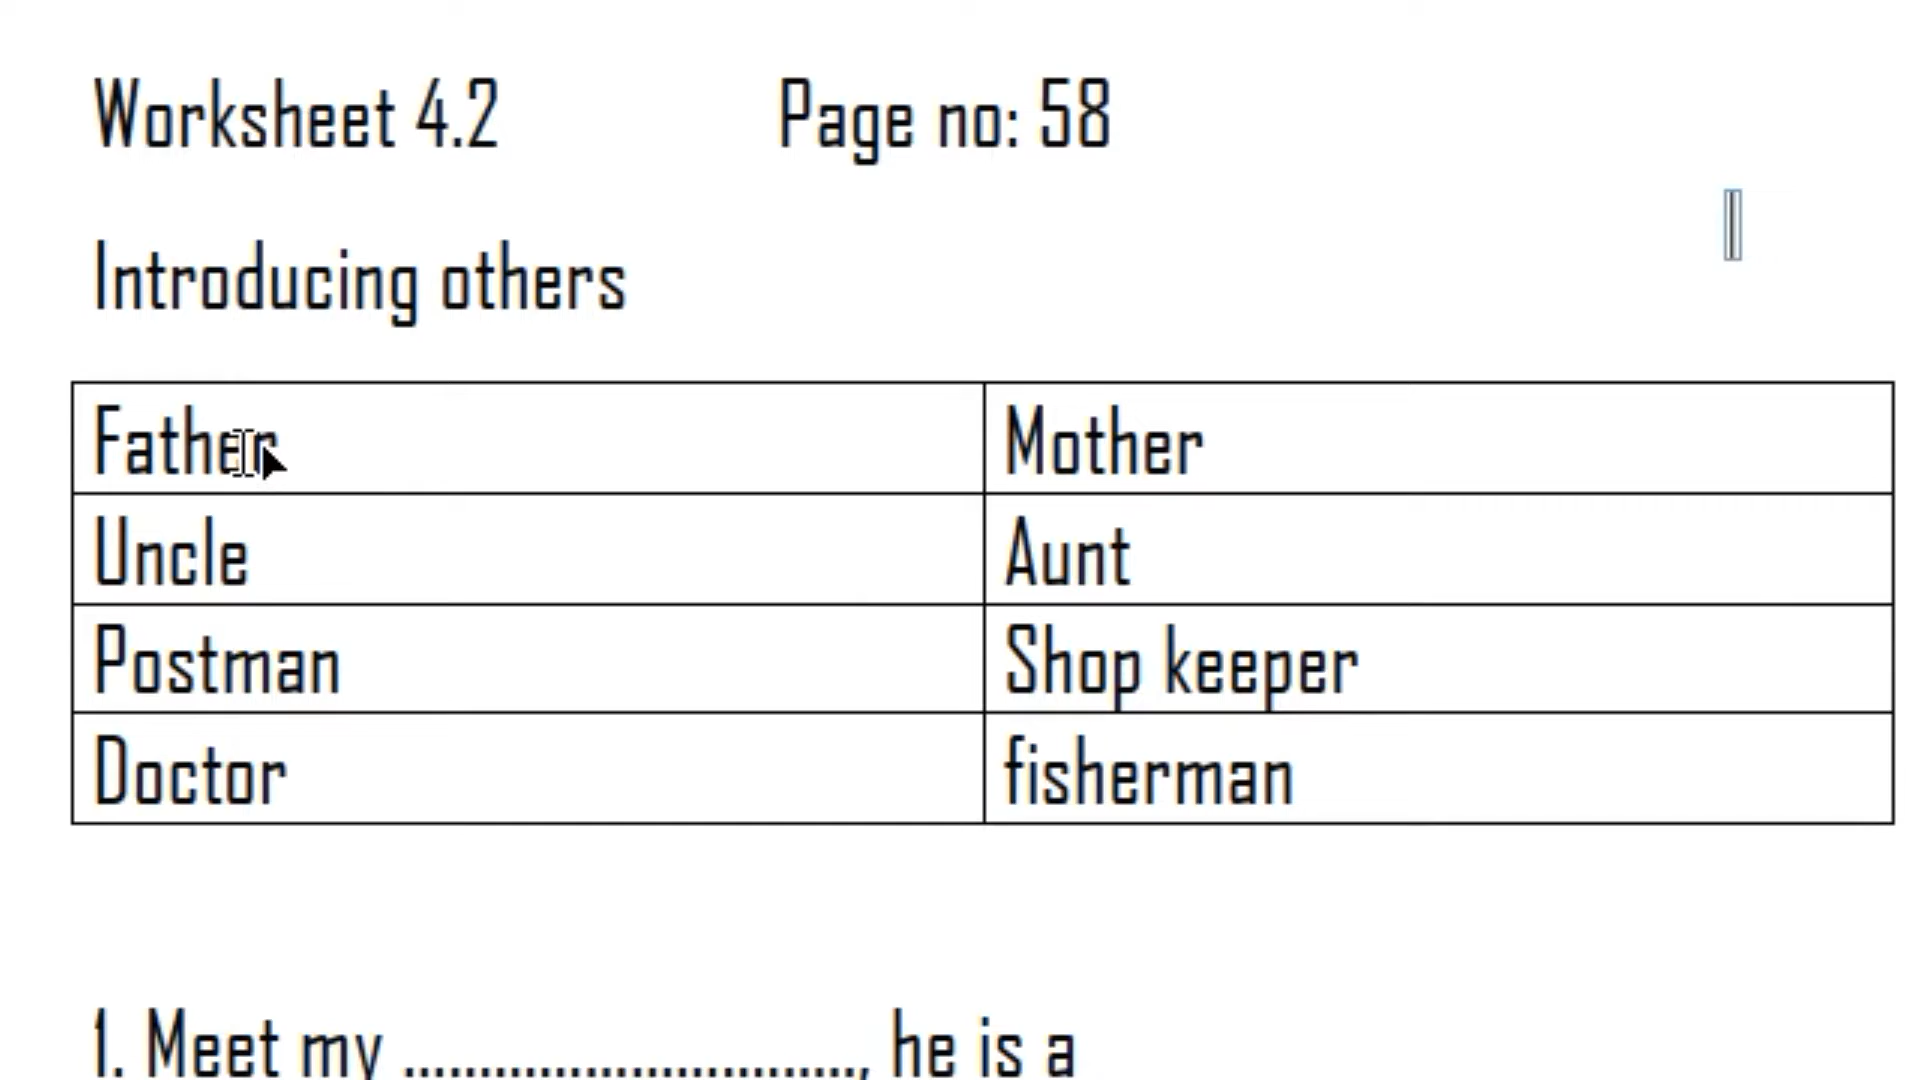 Worksheet 4.2 Page no: 58
Introducing others
Father Mother
Uncle Aunt
Postman Shop keeper
Doctor fisherman
1. Meet my .............................., he is a